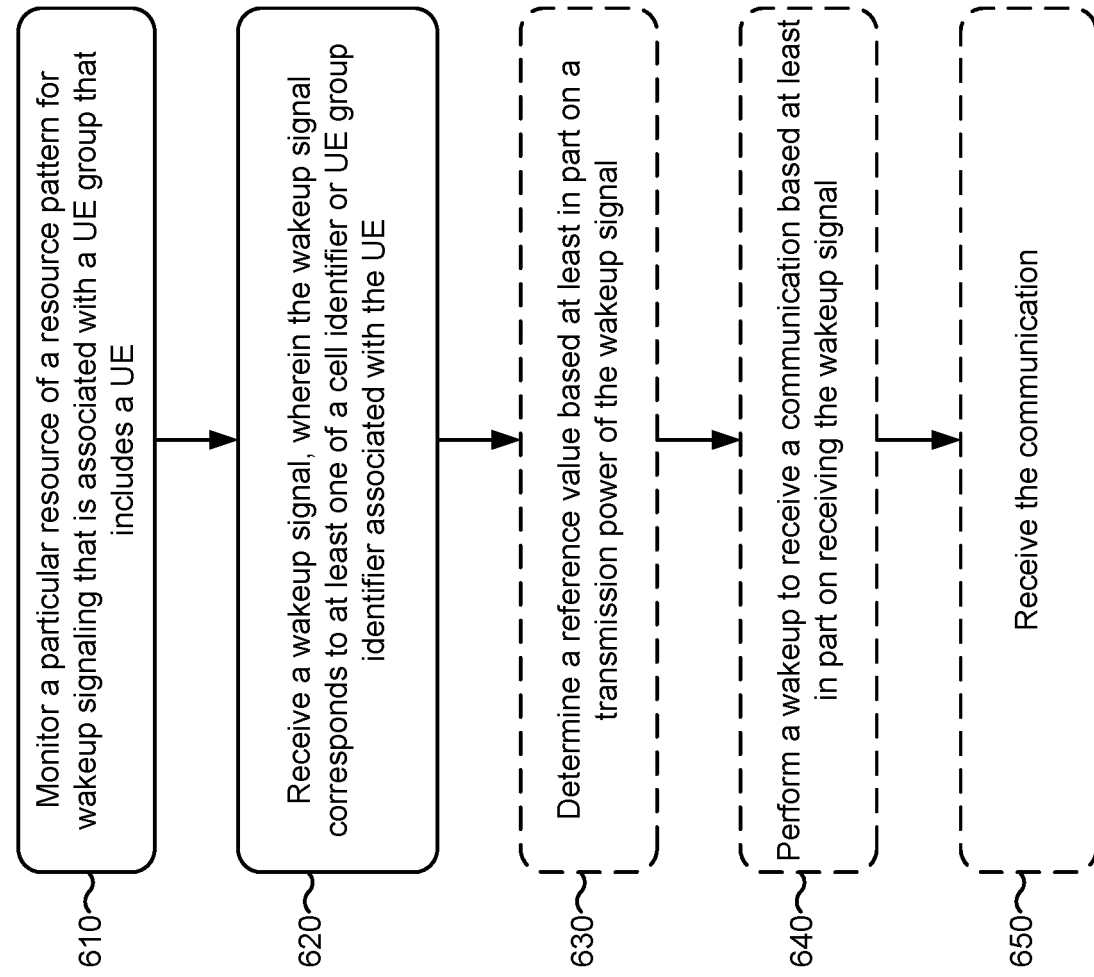 610
Monitor a particular resource of a resource pattern for
wakeup signaling that is associated with a UE group that
includes a UE
620
Receive a wakeup signal, wherein the wakeup signal
corresponds to at least one of a cell identifier or UE group
identifier associated with the UE
630
Determine a reference value based at least in part on a
transmission power of the wakeup signal
640
Perform a wakeup to receive a communication based at least
in part on receiving the wakeup signal
650
Receive the communication